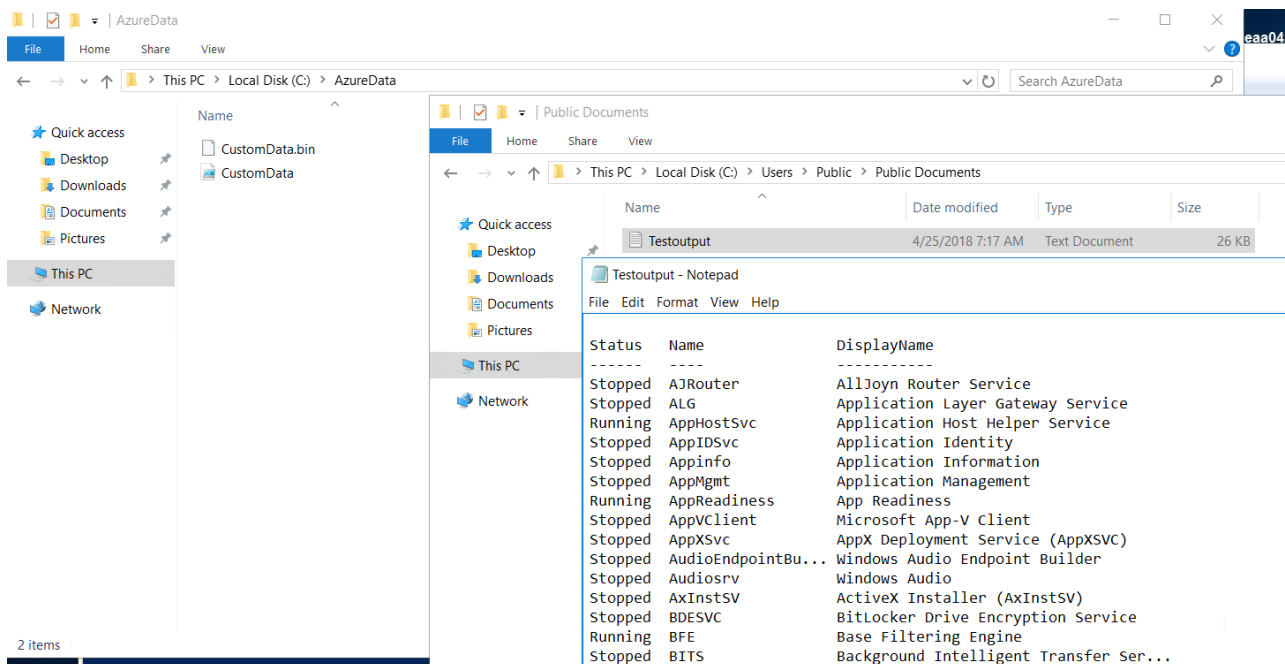 AzureData
File Home Share View
This PC > Local Disk (C:) > AzureData
Search AzureData
Quick access
Desktop
Downloads
Documents
Pictures
This PC
Network
Name
CustomData.bin
CustomData
2 items
eaa04
Public Documents
File Home Share View
This PC > Local Disk (C:) > Users > Public > Public Documents
Quick access
Desktop
Downloads
Documents
Pictures
This PC
Network
Name Date modified Type Size
Testoutput 4/25/2018 7:17 AM Text Document 26 KB
Testoutput - Notepad
File Edit Format View Help
Status Name DisplayName
------ ---- -----------
Stopped AJRouter AllJoyn Router Service
Stopped ALG Application Layer Gateway Service
Running AppHostSvc Application Host Helper Service
Stopped AppIDSvc Application Identity
Stopped Appinfo Application Information
Stopped AppMgmt Application Management
Running AppReadiness App Readiness
Stopped AppVClient Microsoft App-V Client
Stopped AppXSvc AppX Deployment Service (AppXSVC)
Stopped AudioEndpointBu... Windows Audio Endpoint Builder
Stopped Audiosrv Windows Audio
Stopped AxInstSV ActiveX Installer (AxInstSV)
Stopped BDESVC BitLocker Drive Encryption Service
Running BFE Base Filtering Engine
Stopped BITS Background Intelligent Transfer Ser...